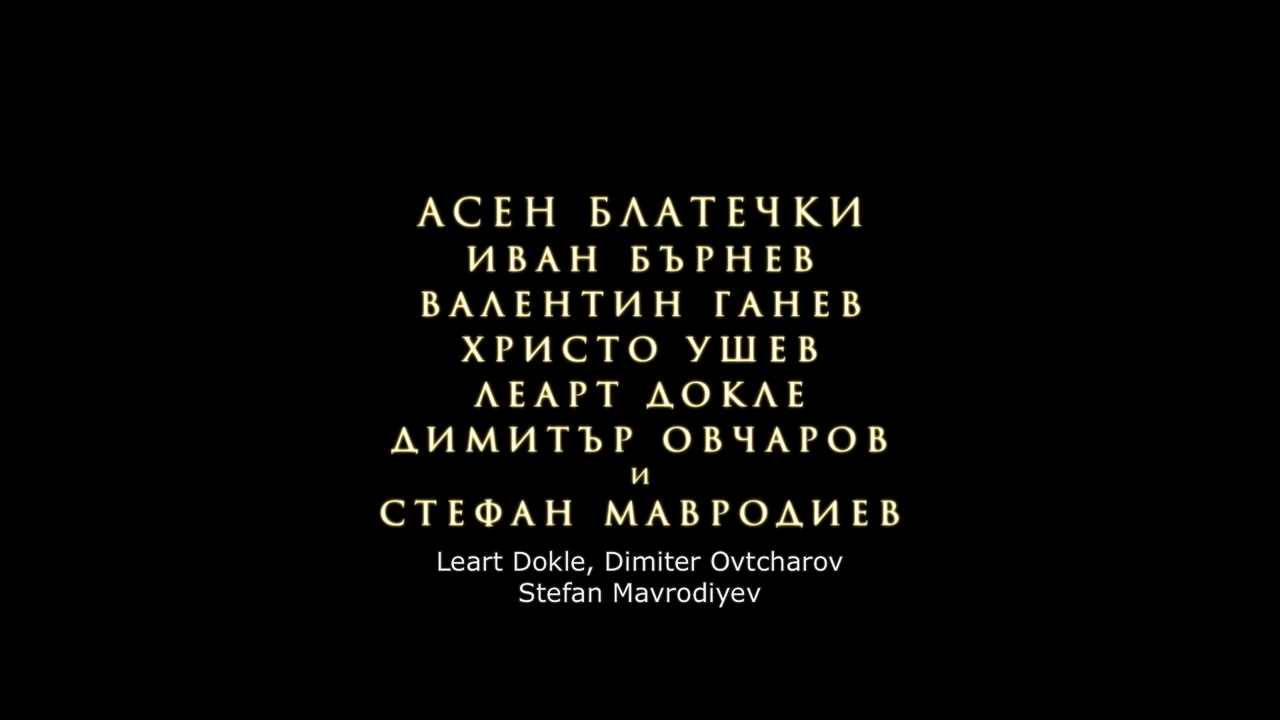 АСЕН БЛАТЕЧКИ
ИВАН БЪРНЕВ
ВАЛЕНТИН ГАНЕВ
ХРИСТО УШЕВ
ЛЕАРТ ДОКЛЕ
ДИМИТЪР ОВЧАРОВ
И
СТЕФАН МАВРОДИЕВ
Leart Dokle, Dimiter Ovtcharov
Stefan Mavrodiyev